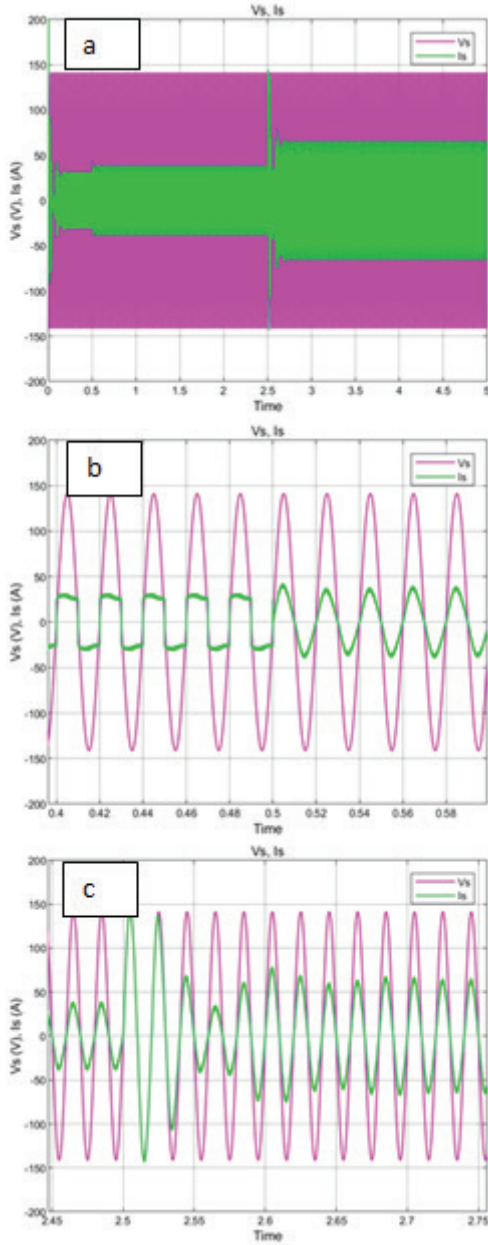 Vs, Is
a
Vs
Is
Vs (V), Is (A)
200
150
100
50
0
-50
-100
-150
-200
0 0.5 1 1.5 2 2.5 3 3.5 4 4.5 5
Time
Vs, Is
b
Vs
Is
Vs (V), Is (A)
200
150
100
50
0
-50
-100
-150
-200
0.4 0.42 0.44 0.46 0.48 0.5 0.52 0.54 0.56 0.58
Time
Vs, Is
c
Vs
Is
Vs (V), Is (A)
200
150
100
50
0
-50
-100
-150
-200
2.45 2.5 2.55 2.6 2.65 2.7 2.75
Time